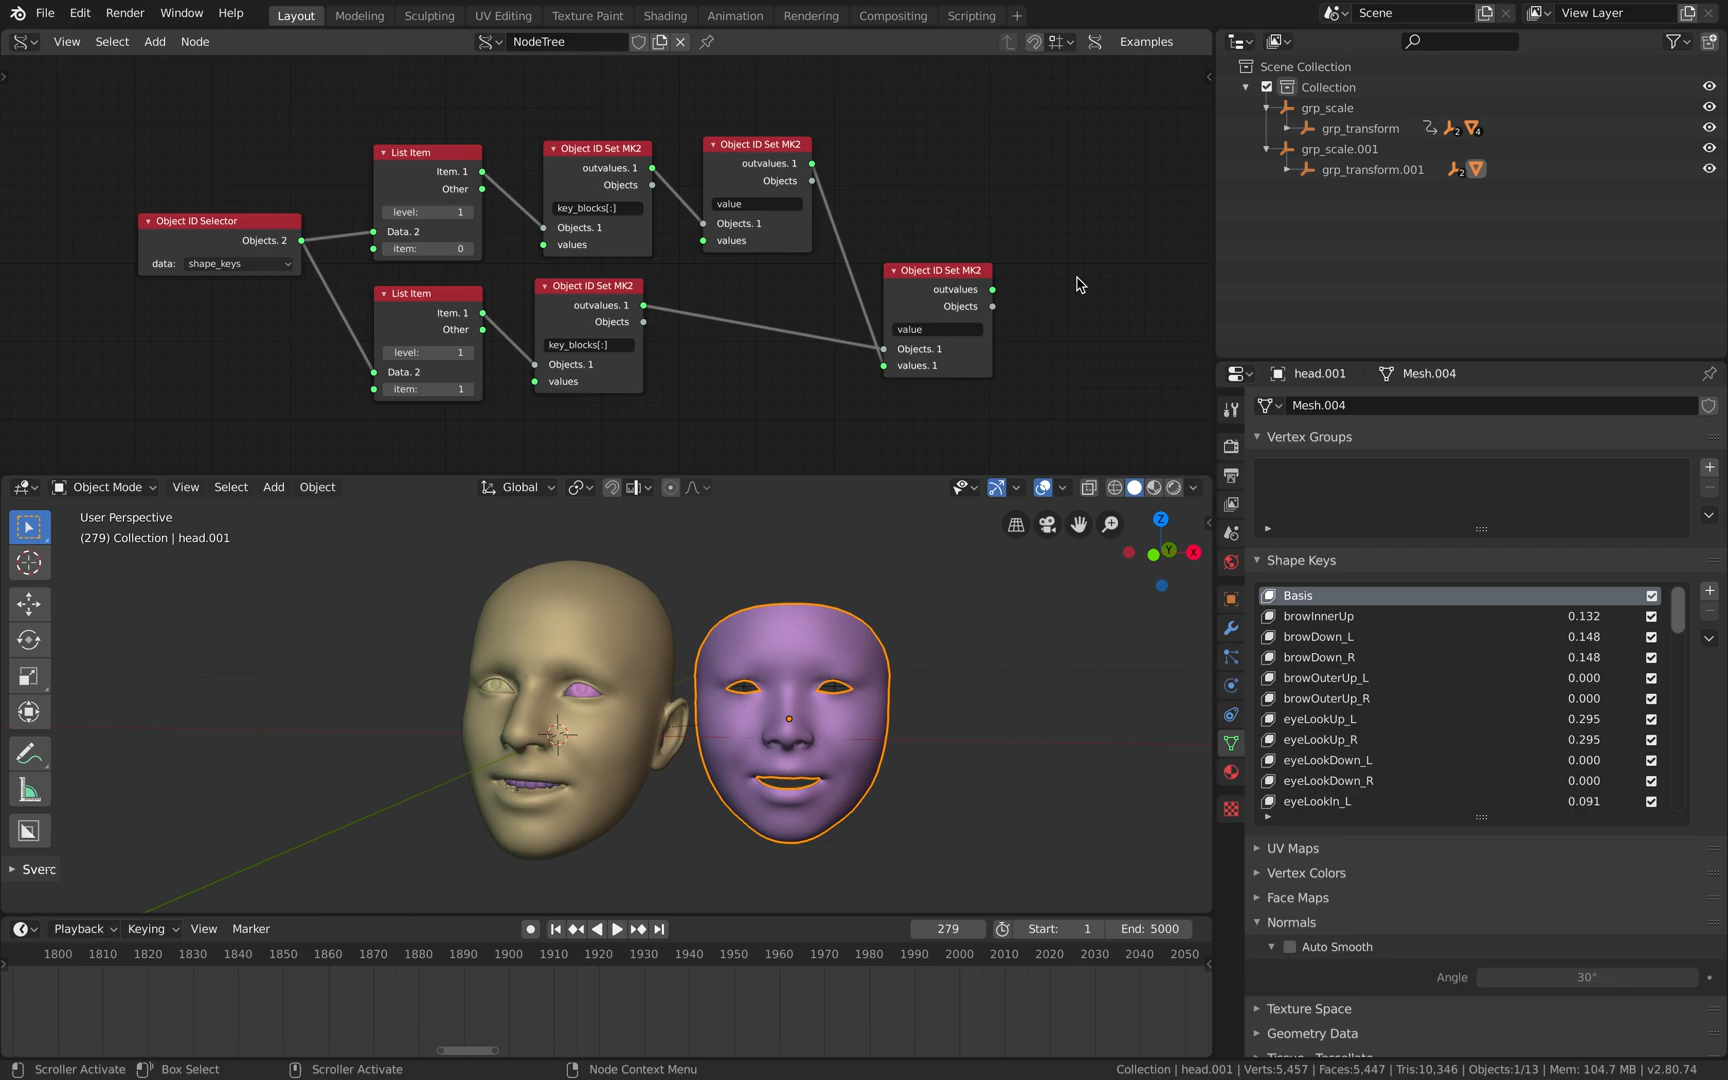 File Edit Render Window Help Layout Modeling Sculpting UV Editing Texture Paint Shading Animation Rendering Compositing Scripting + Scene View Layer
View Select Add Node NodeTree Examples
Scene Collection
Collection
grp_scale
grp_transform 2 4
grp_scale.001
grp_transform.001 2
Object ID Selector
Objects. 2
data: shape_keys
List Item
Item. 1
Other
level: 1
Data. 2
item: 0
Object ID Set MK2
outvalues. 1
Objects
key_blocks[:]
Objects. 1
values
Object ID Set MK2
outvalues. 1
Objects
value
Objects. 1
values
List Item
Item. 1
Other
level: 1
Data. 2
item: 1
Object ID Set MK2
outvalues. 1
Objects
key_blocks[:]
Objects. 1
values
Object ID Set MK2
outvalues
Objects
value
Objects. 1
values. 1
head.001 Mesh.004
Mesh.004
Vertex Groups
Shape Keys
Basis
browInnerUp 0.132
browDown_L 0.148
browDown_R 0.148
browOuterUp_L 0.000
browOuterUp_R 0.000
eyeLookUp_L 0.295
eyeLookUp_R 0.295
eyeLookDown_L 0.000
eyeLookDown_R 0.000
eyeLookIn_L 0.091
UV Maps
Vertex Colors
Face Maps
Normals
Auto Smooth
Angle 30°
Texture Space
Geometry Data
Object Mode View Select Add Object Global
User Perspective
(279) Collection | head.001
Z
Y
X
Sverc
Playback Keying View Marker 279 Start: 1 End: 5000
1800 1810 1820 1830 1840 1850 1860 1870 1880 1890 1900 1910 1920 1930 1940 1950 1960 1970 1980 1990 2000 2010 2020 2030 2040 2050
Scroller Activate Box Select Scroller Activate Node Context Menu Collection | head.001 | Verts:5,457 | Faces:5,447 | Tris:10,346 | Objects:1/13 | Mem: 104.7 MB | v2.80.74